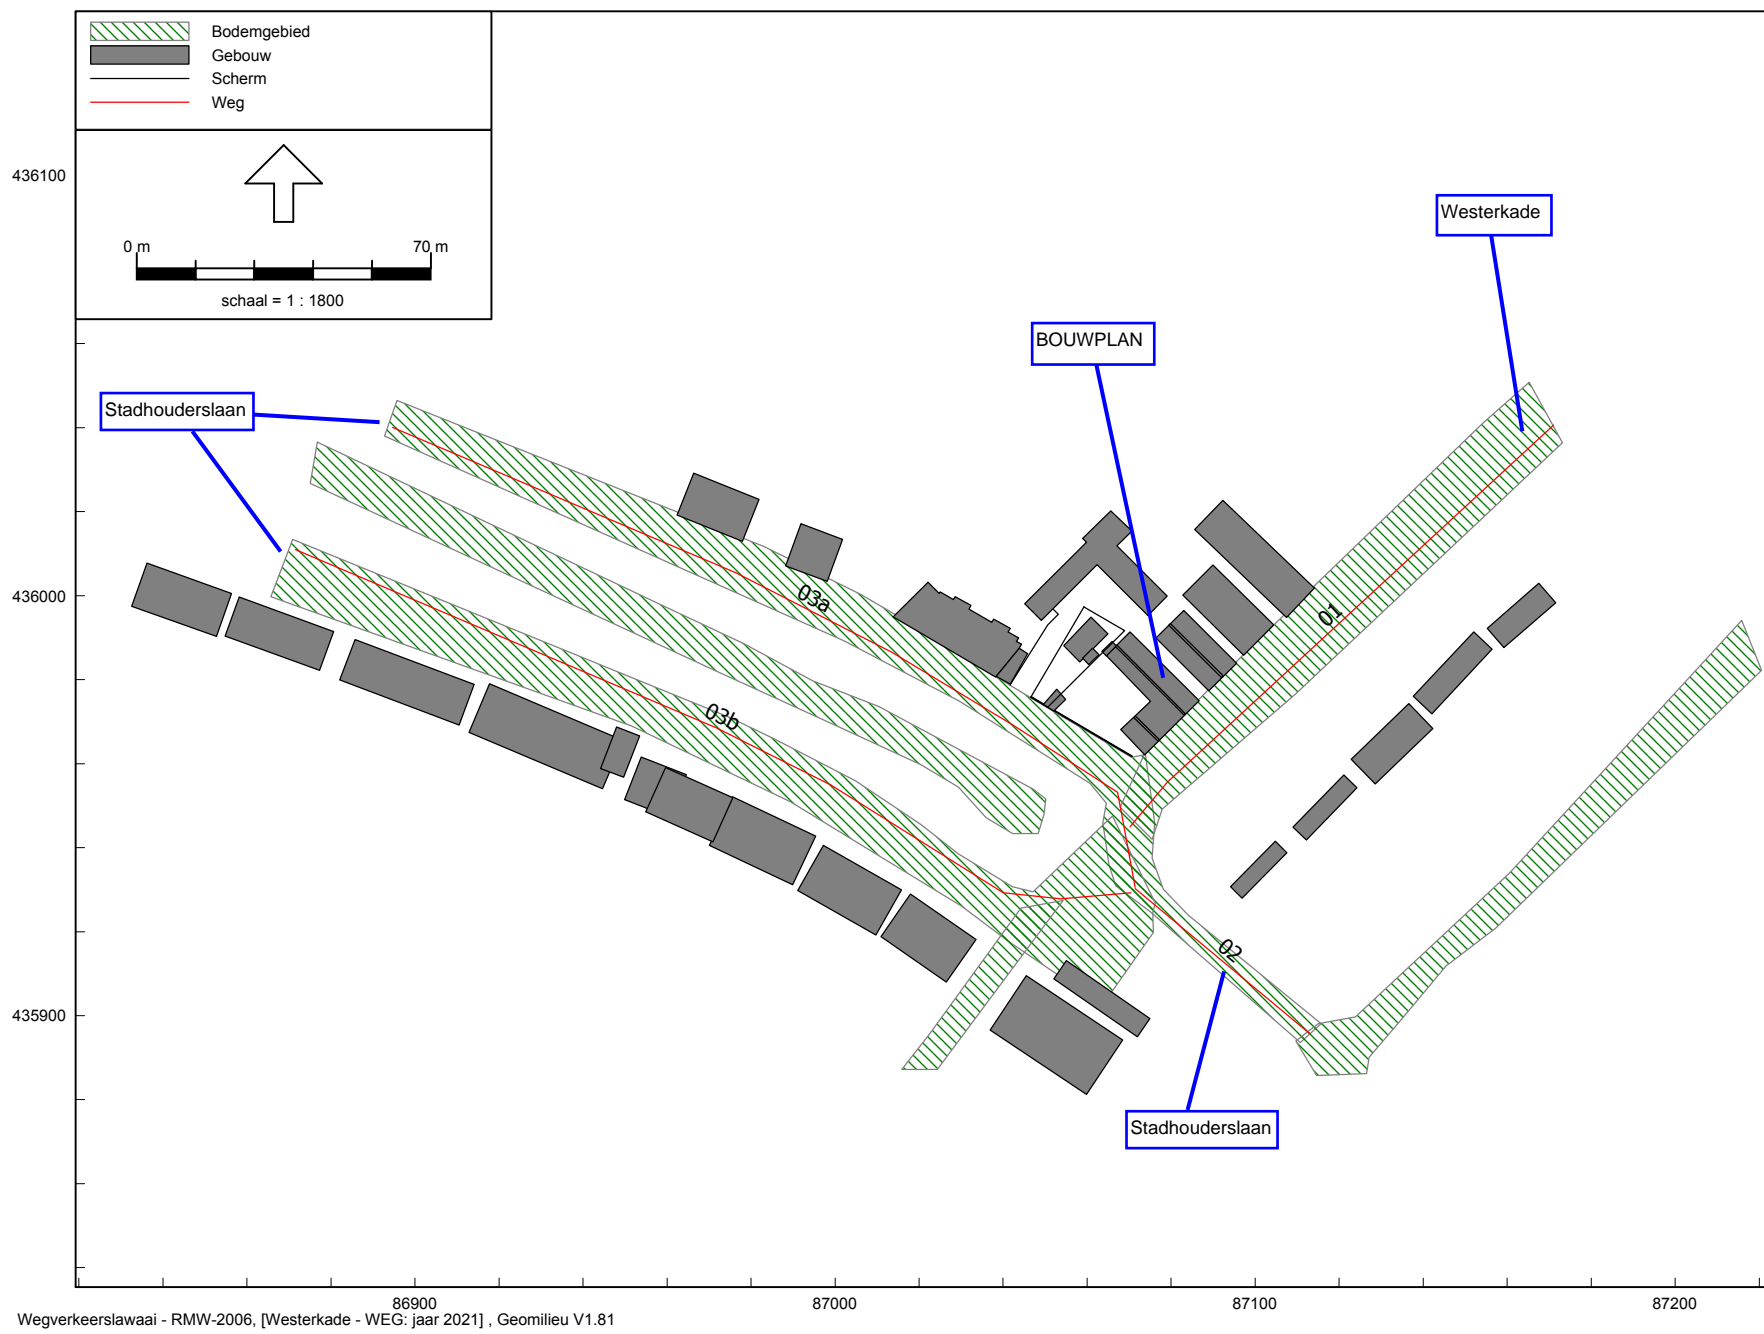 Bodemgebied
Gebouw
Scherm
Weg
0 m
70 m
schaal = 1 : 1800
436100
436000
435900
Westerkade
BOUWPLAN
Stadhouderslaan
03a
01
03b
02
Stadhouderslaan
86900
87000
87100
87200
Wegverkeerslawaai - RMW-2006, [Westerkade - WEG: jaar 2021] , Geomilieu V1.81